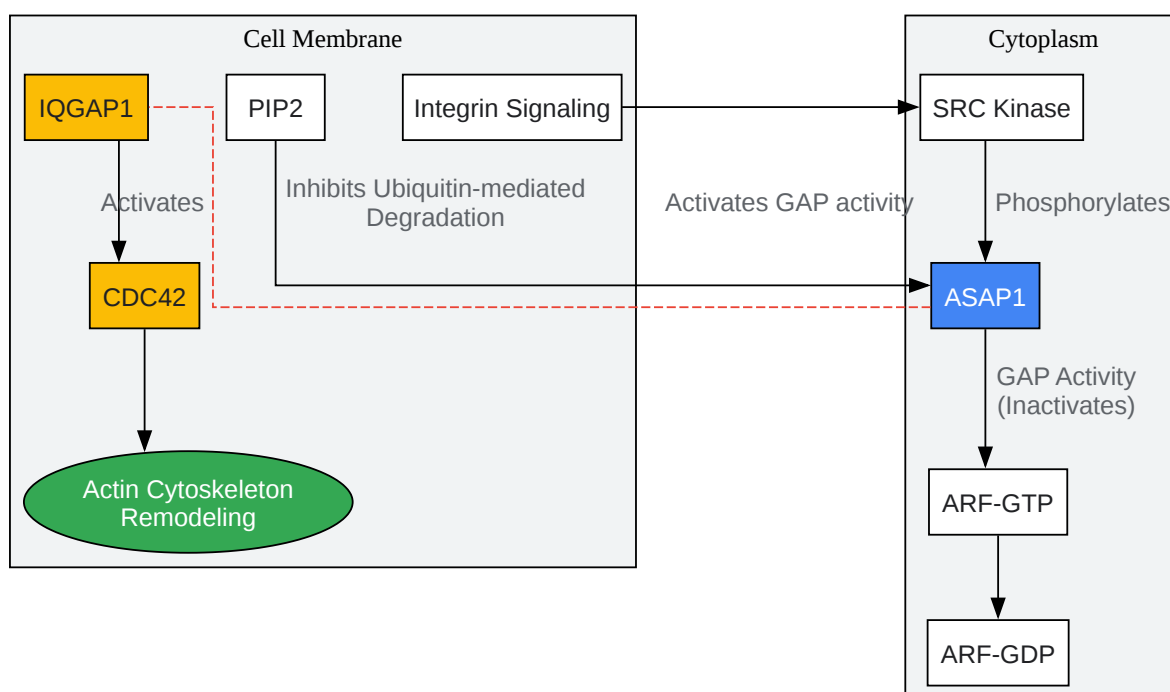 Cell Membrane
Cytoplasm
IQGAP1
PIP2
Integrin Signaling
SRC Kinase
Activates
Inhibits Ubiquitin-mediated
Degradation
Activates GAP activity
Phosphorylates
CDC42
ASAP1
GAP Activity
(Inactivates)
Actin Cytoskeleton
Remodeling
ARF-GTP
ARF-GDP